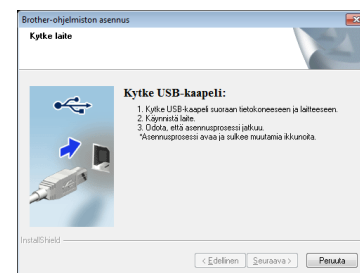 Brother-ohjelmiston asennus
Kytke laite
Kytke USB-kaapeli:
1. Kytke USB-kaapeli suoraan tietokoneeseen ja laitteeseen.
2. Käynnistä laite.
3. Odota, että asennusprosessi jatkuu.
*Asennusprosessi avaa ja sulkee muutamia ikkunoita.
InstallShield
< Edellinen
Seuraava >
Peruuta